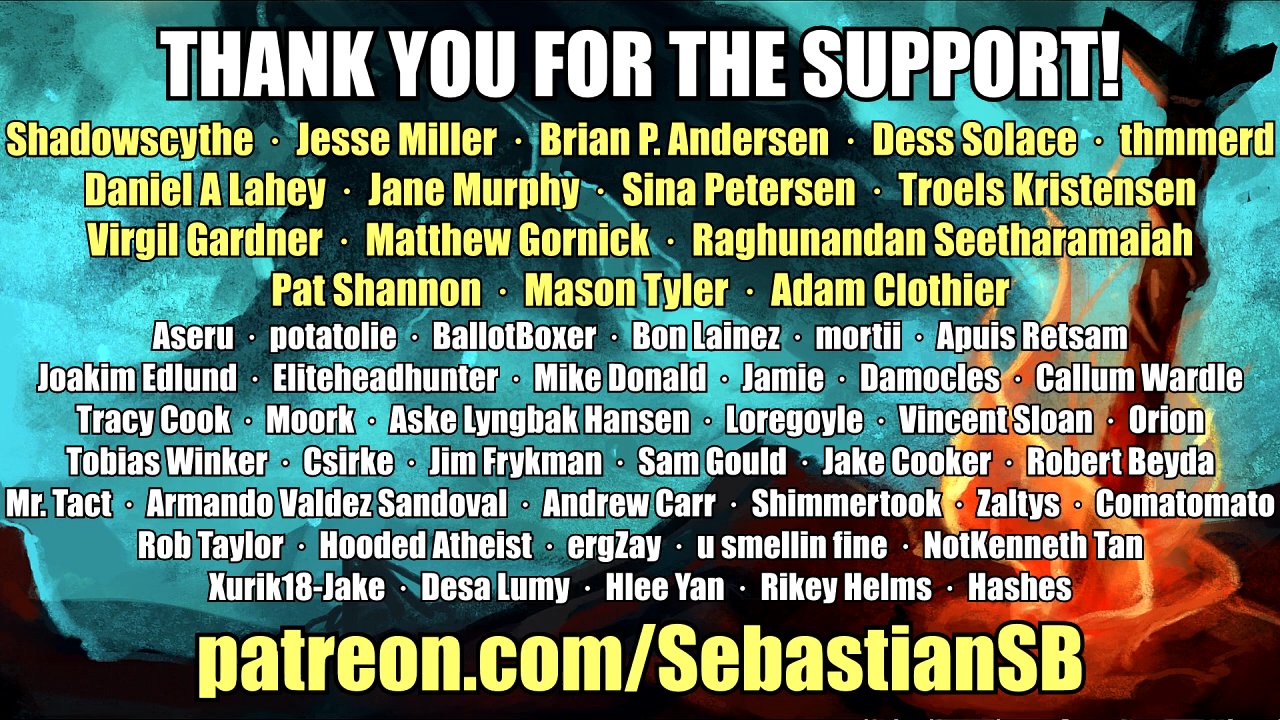 THANK YOU FOR THE SUPPORT!
Shadowscythe · Jesse Miller · Brian P. Andersen · Dess Solace · thmmerd
Daniel A Lahey · Jane Murphy · Sina Petersen · Troels Kristensen
Virgil Gardner · Matthew Gornick · Raghunandan Seetharamaiah
Pat Shannon · Mason Tyler · Adam Clothier
Aseru · potatolie · BallotBoxer · Bon Lainez · mortii · Apuis Retsam
Joakim Edlund · Eliteheadhunter · Mike Donald · Jamie · Damocles · Callum Wardle
Tracy Cook · Moork · Aske Lyngbak Hansen · Loregoyle · Vincent Sloan · Orion
Tobias Winker · Csirke · Jim Frykman · Sam Gould · Jake Cooker · Robert Beyda
Mr. Tact · Armando Valdez Sandoval · Andrew Carr · Shimmertook · Zaltys · Comatomato
Rob Taylor · Hooded Atheist · ergZay · u smellin fine · NotKenneth Tan
Xurik18-Jake · Desa Lumy · Hlee Yan · Rikey Helms · Hashes
patreon.com/SebastianSB